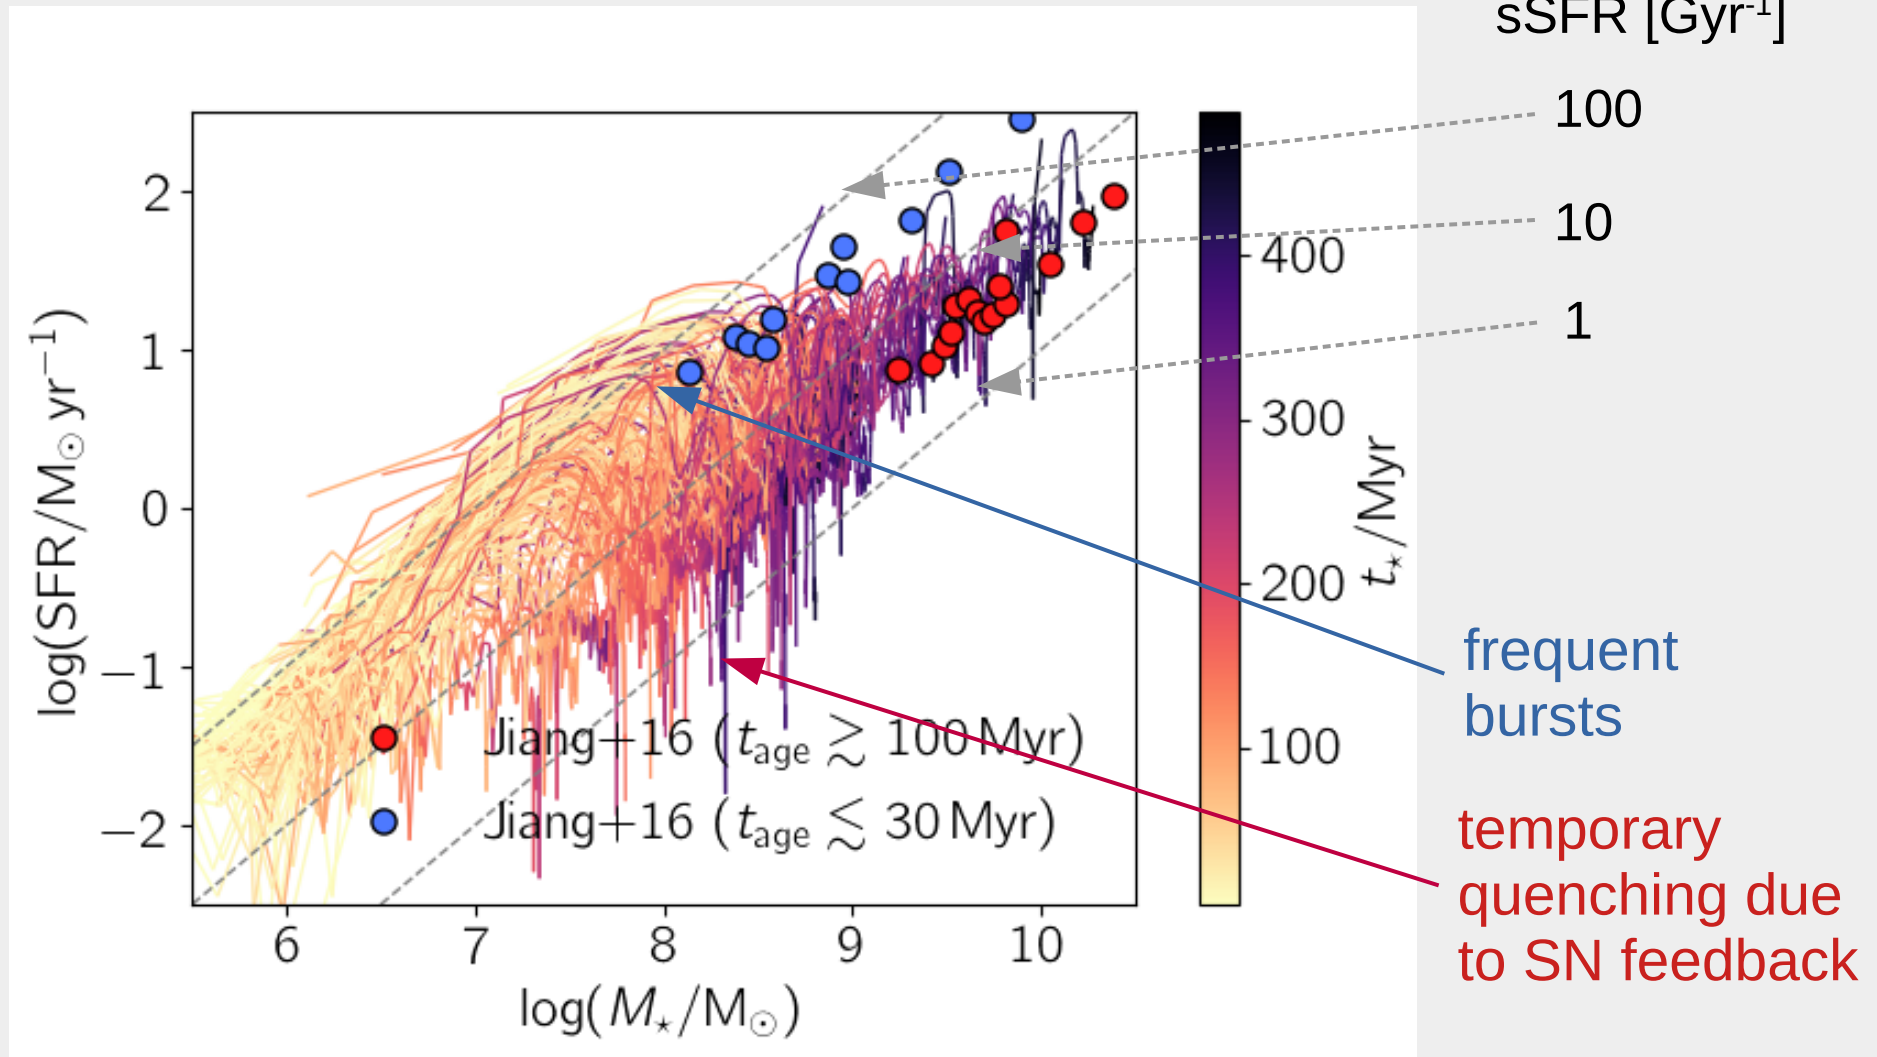 sSFR [Gyr⁻¹]
100
10
1
2
1
0
−1
−2
log(SFR/M⊙ yr⁻¹)
6
7
8
9
10
log(M⋆/M⊙)
Jiang+16 (t_age ≳ 100 Myr)
Jiang+16 (t_age ≲ 30 Myr)
400
300
200
100
t⋆/Myr
frequent
bursts
temporary
quenching due
to SN feedback